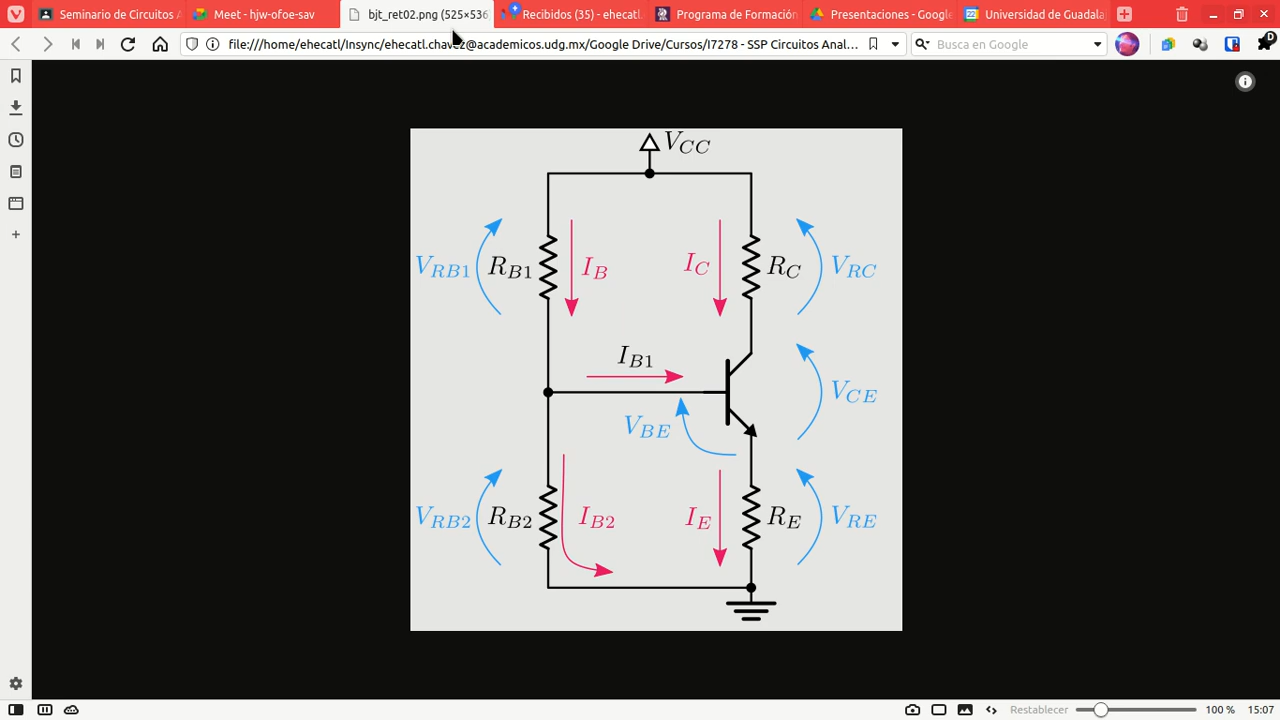 Seminario de Circuitos A
Meet - hjw-ofoe-sav
bjt_ret02.png (525×536
Recibidos (35) - ehecatl.
Programa de Formación
Presentaciones - Google
22
Universidad de Guadala
file:///home/ehecatl/Insync/ehecatl.chavez@academicos.udg.mx/Google Drive/Cursos/I7278 - SSP Circuitos Anal...
Busca en Google
D
V_CC
V_RB1
R_B1
I_B
I_C
R_C
V_RC
I_B1
V_BE
V_CE
V_RB2
R_B2
I_B2
I_E
R_E
V_RE
Restablecer
100 %
15:07